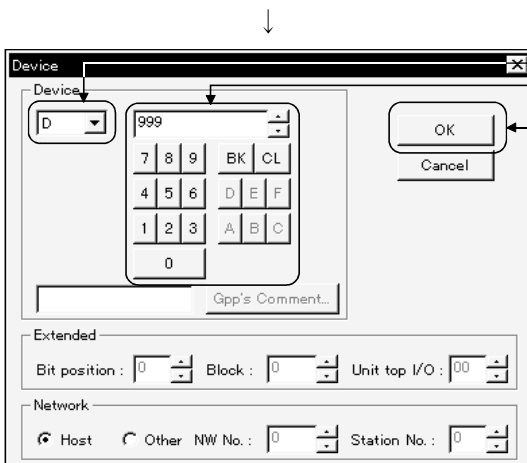 ↓
Device
Device
D 999 OK
7 8 9 BK CL Cancel
4 5 6 D E F
1 2 3 A B C
0
Gpp's Comment...
Extended
Bit position : 0 Block : 0 Unit top I/O : 00
Network
Host Other NW No. : 0 Station No. : 0